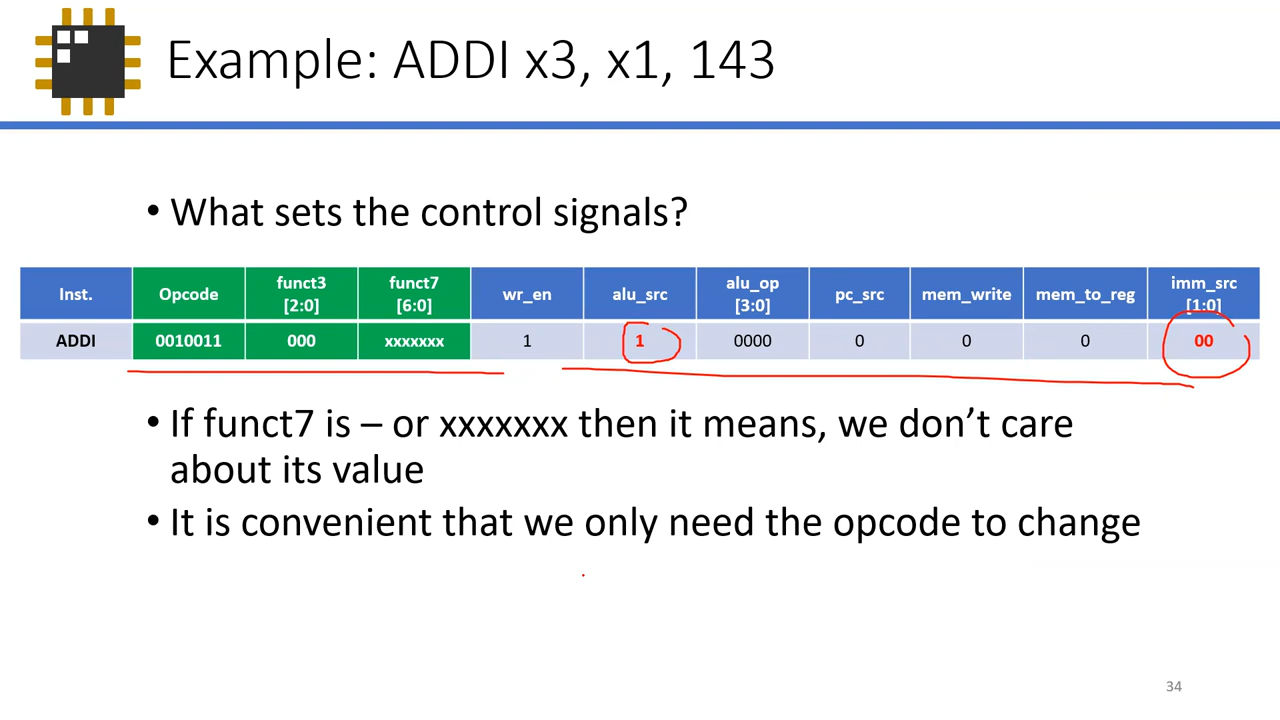 Example: ADDI x3, x1, 143
• What sets the control signals?
Inst. Opcode funct3 [2:0] funct7 [6:0] wr_en alu_src alu_op [3:0] pc_src mem_write mem_to_reg imm_src [1:0]
ADDI 0010011 000 xxxxxxx 1 1 0000 0 0 0 00
• If funct7 is – or xxxxxxx then it means, we don’t care
about its value
• It is convenient that we only need the opcode to change
34